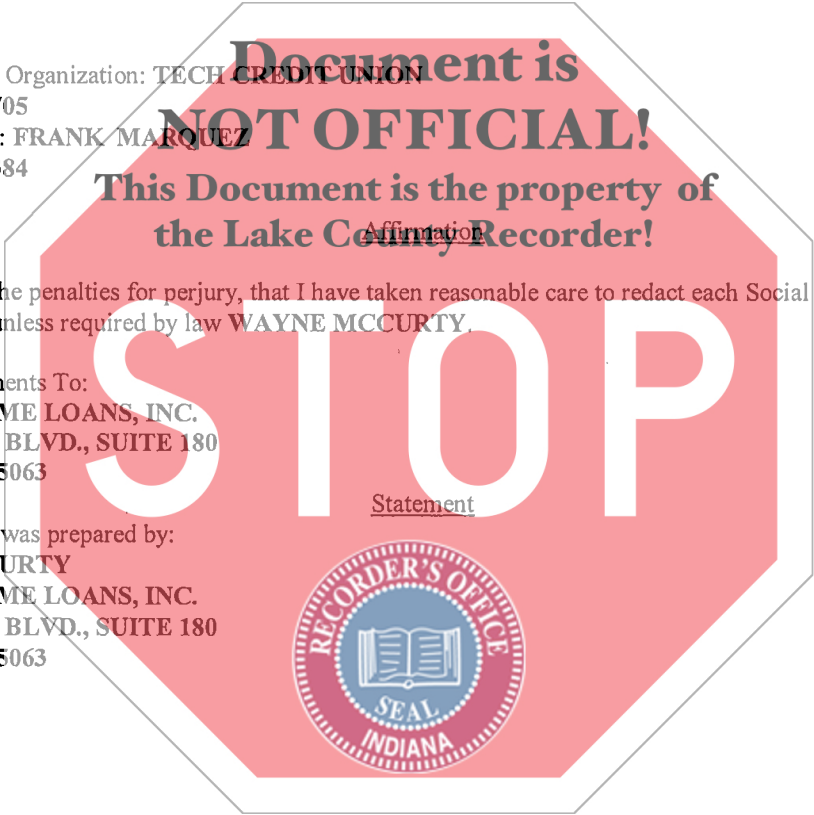 Document is
Organization: TECH CREDIT UNION
705
: FRANK MARQUEZ
NOT OFFICIAL!
84
This Document is the property of
the Lake County Recorder!
Affirmation
he penalties for perjury, that I have taken reasonable care to redact each Social
unless required by law WAYNE MCCURTY.
ents To:
ME LOANS, INC.
BLVD., SUITE 180
5063
STOP
Statement
was prepared by:
URTY
ME LOANS, INC.
BLVD., SUITE 180
5063
RECORDER'S OFFICE
SEAL
INDIANA